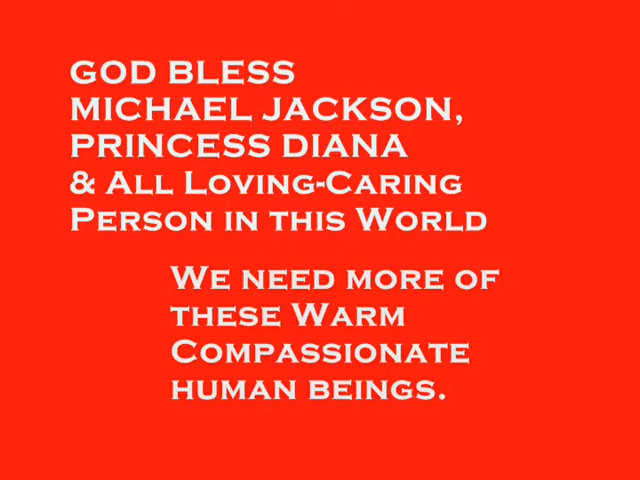 GOD BLESS
MICHAEL JACKSON,
PRINCESS DIANA
& ALL LOVING-CARING
PERSON IN THIS WORLD
WE NEED MORE OF
THESE WARM
COMPASSIONATE
HUMAN BEINGS.